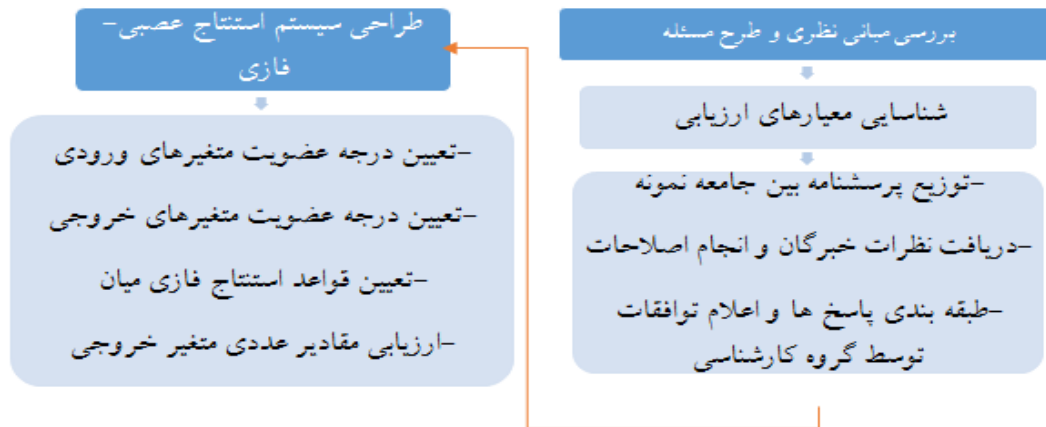 بررسی مبانی نظری و طرح مسئله
شناسایی معیارهای ارزیابی
-توزیع پرسشنامه بین جامعه نمونه
-دریافت نظرات خبرگان و انجام اصلاحات
-طبقه بندی پاسخ ها و اعلام توافقات
توسط گروه کارشناسی
طراحی سیستم استنتاج عصبی-
فازی
-تعیین درجه عضویت متغیرهای ورودی
-تعیین درجه عضویت متغیرهای خروجی
-تعیین قواعد استنتاج فازی میان
-ارزیابی مقادیر عددی متغیر خروجی